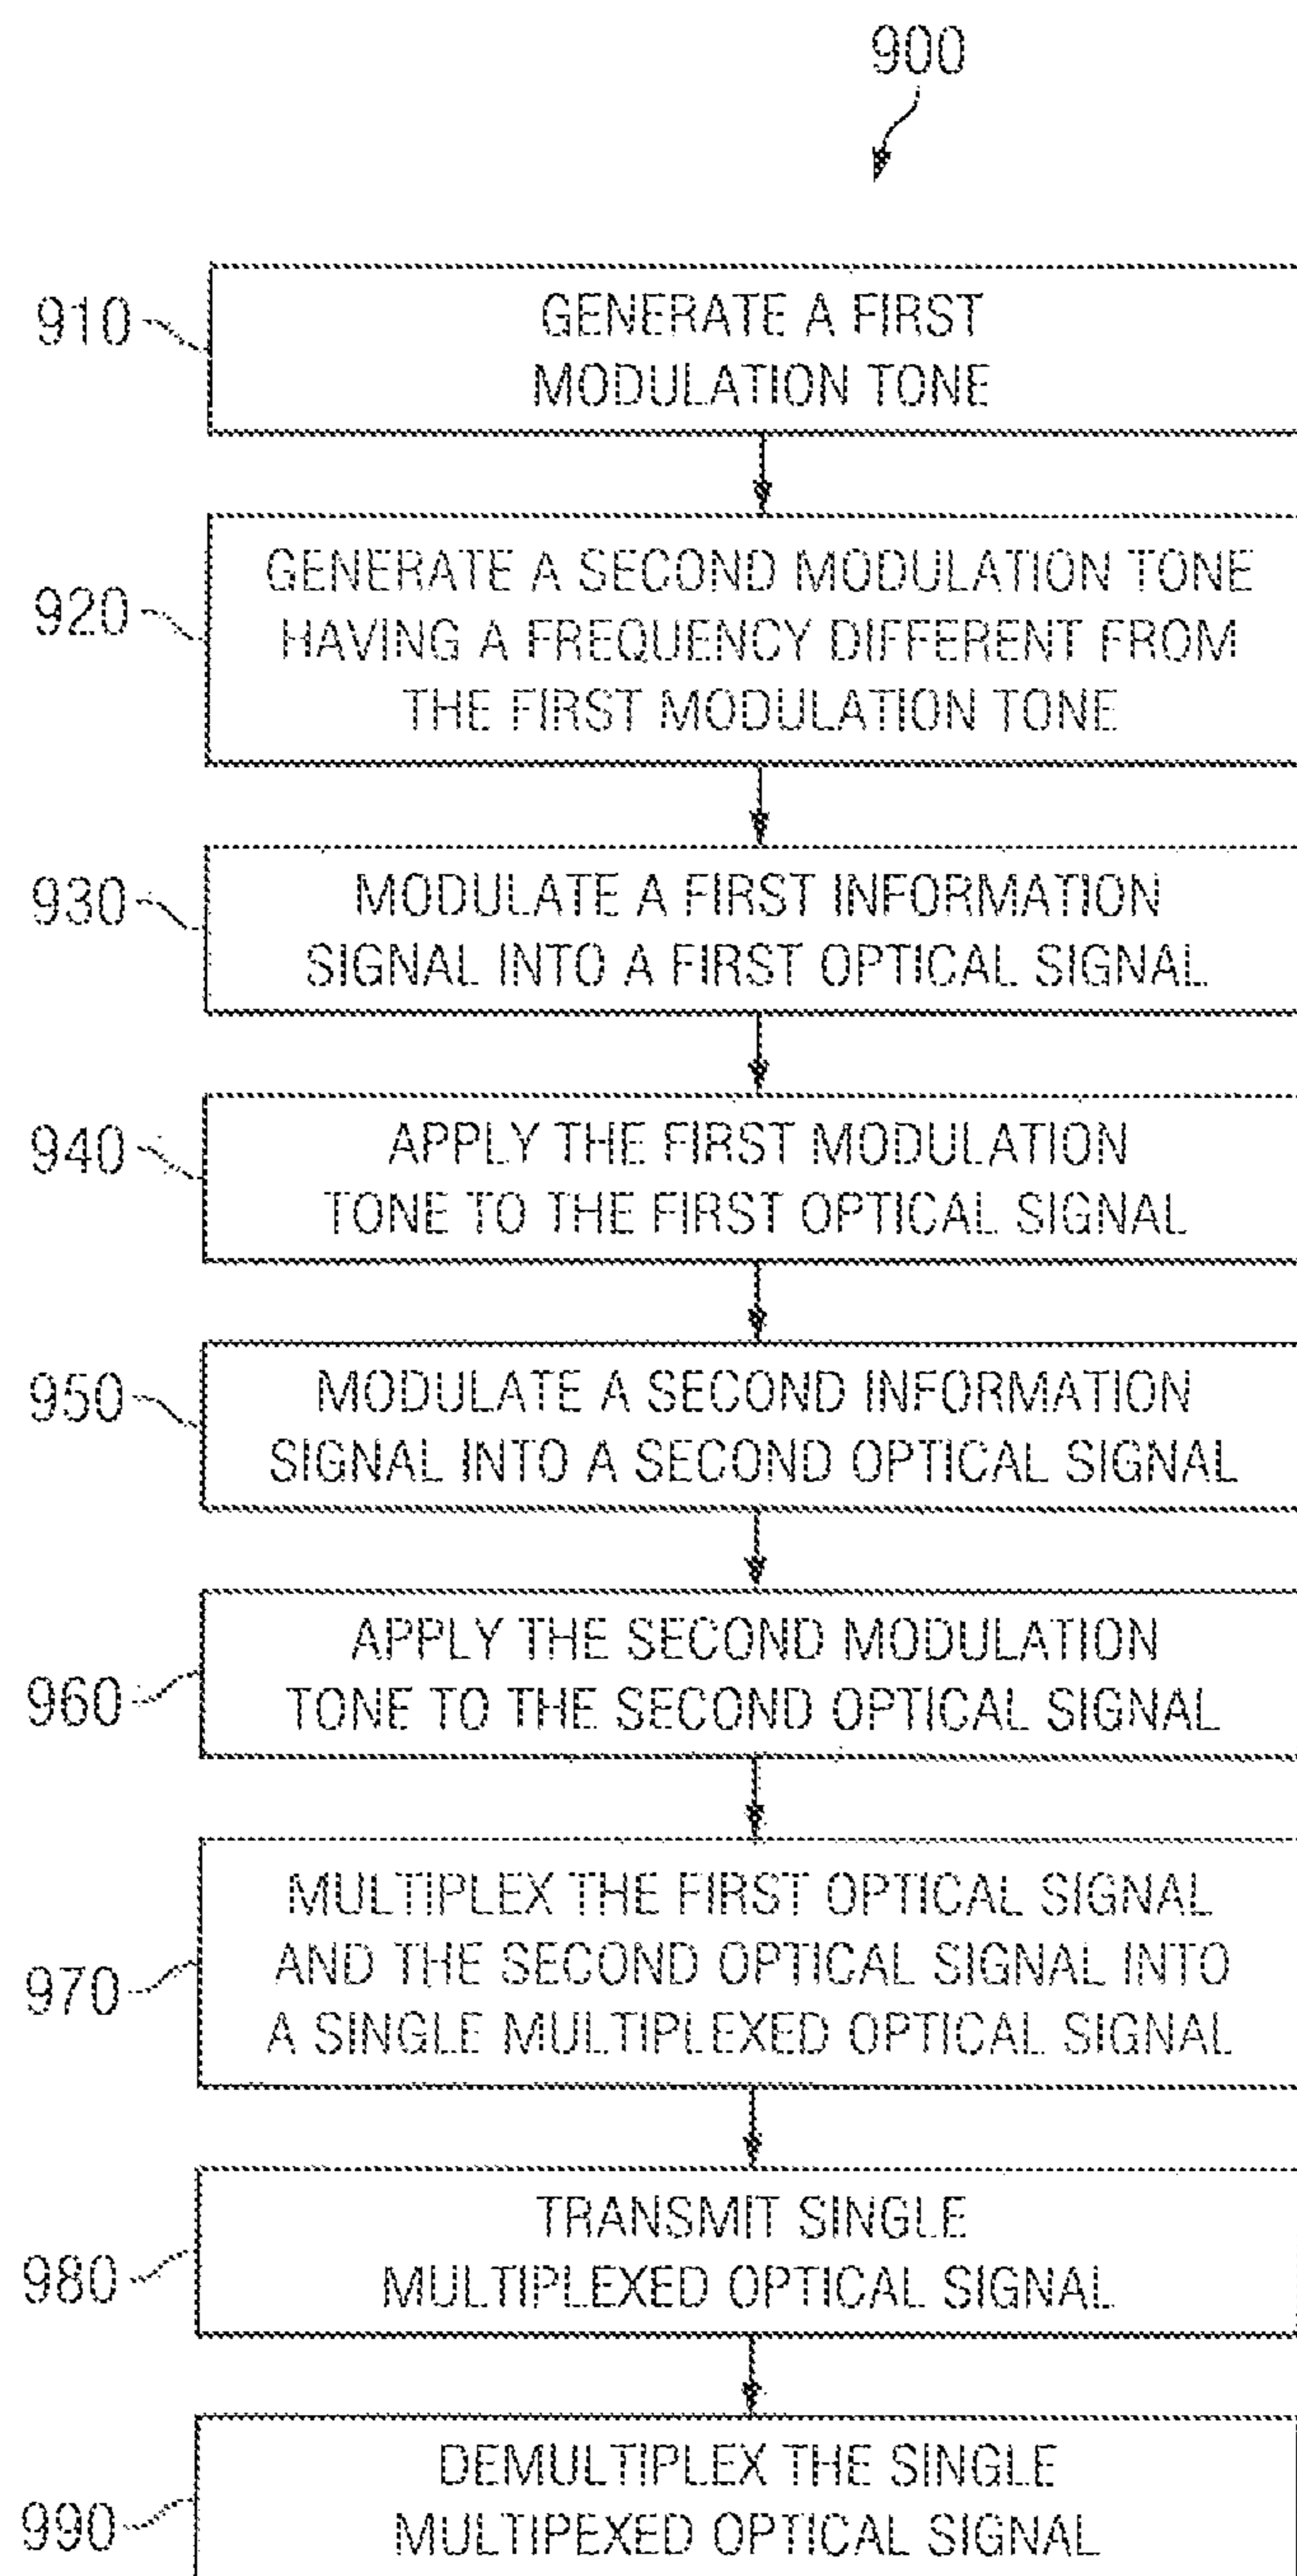 900
910
GENERATE A FIRST
MODULATION TONE
920
GENERATE A SECOND MODULATION TONE
HAVING A FREQUENCY DIFFERENT FROM
THE FIRST MODULATION TONE
930
MODULATE A FIRST INFORMATION
SIGNAL INTO A FIRST OPTICAL SIGNAL
940
APPLY THE FIRST MODULATION
TONE TO THE FIRST OPTICAL SIGNAL
950
MODULATE A SECOND INFORMATION
SIGNAL INTO A SECOND OPTICAL SIGNAL
960
APPLY THE SECOND MODULATION
TONE TO THE SECOND OPTICAL SIGNAL
970
MULTIPLEX THE FIRST OPTICAL SIGNAL
AND THE SECOND OPTICAL SIGNAL INTO
A SINGLE MULTIPLEXED OPTICAL SIGNAL
980
TRANSMIT SINGLE
MULTIPLEXED OPTICAL SIGNAL
990
DEMULTIPLEX THE SINGLE
MULTIPEXED OPTICAL SIGNAL